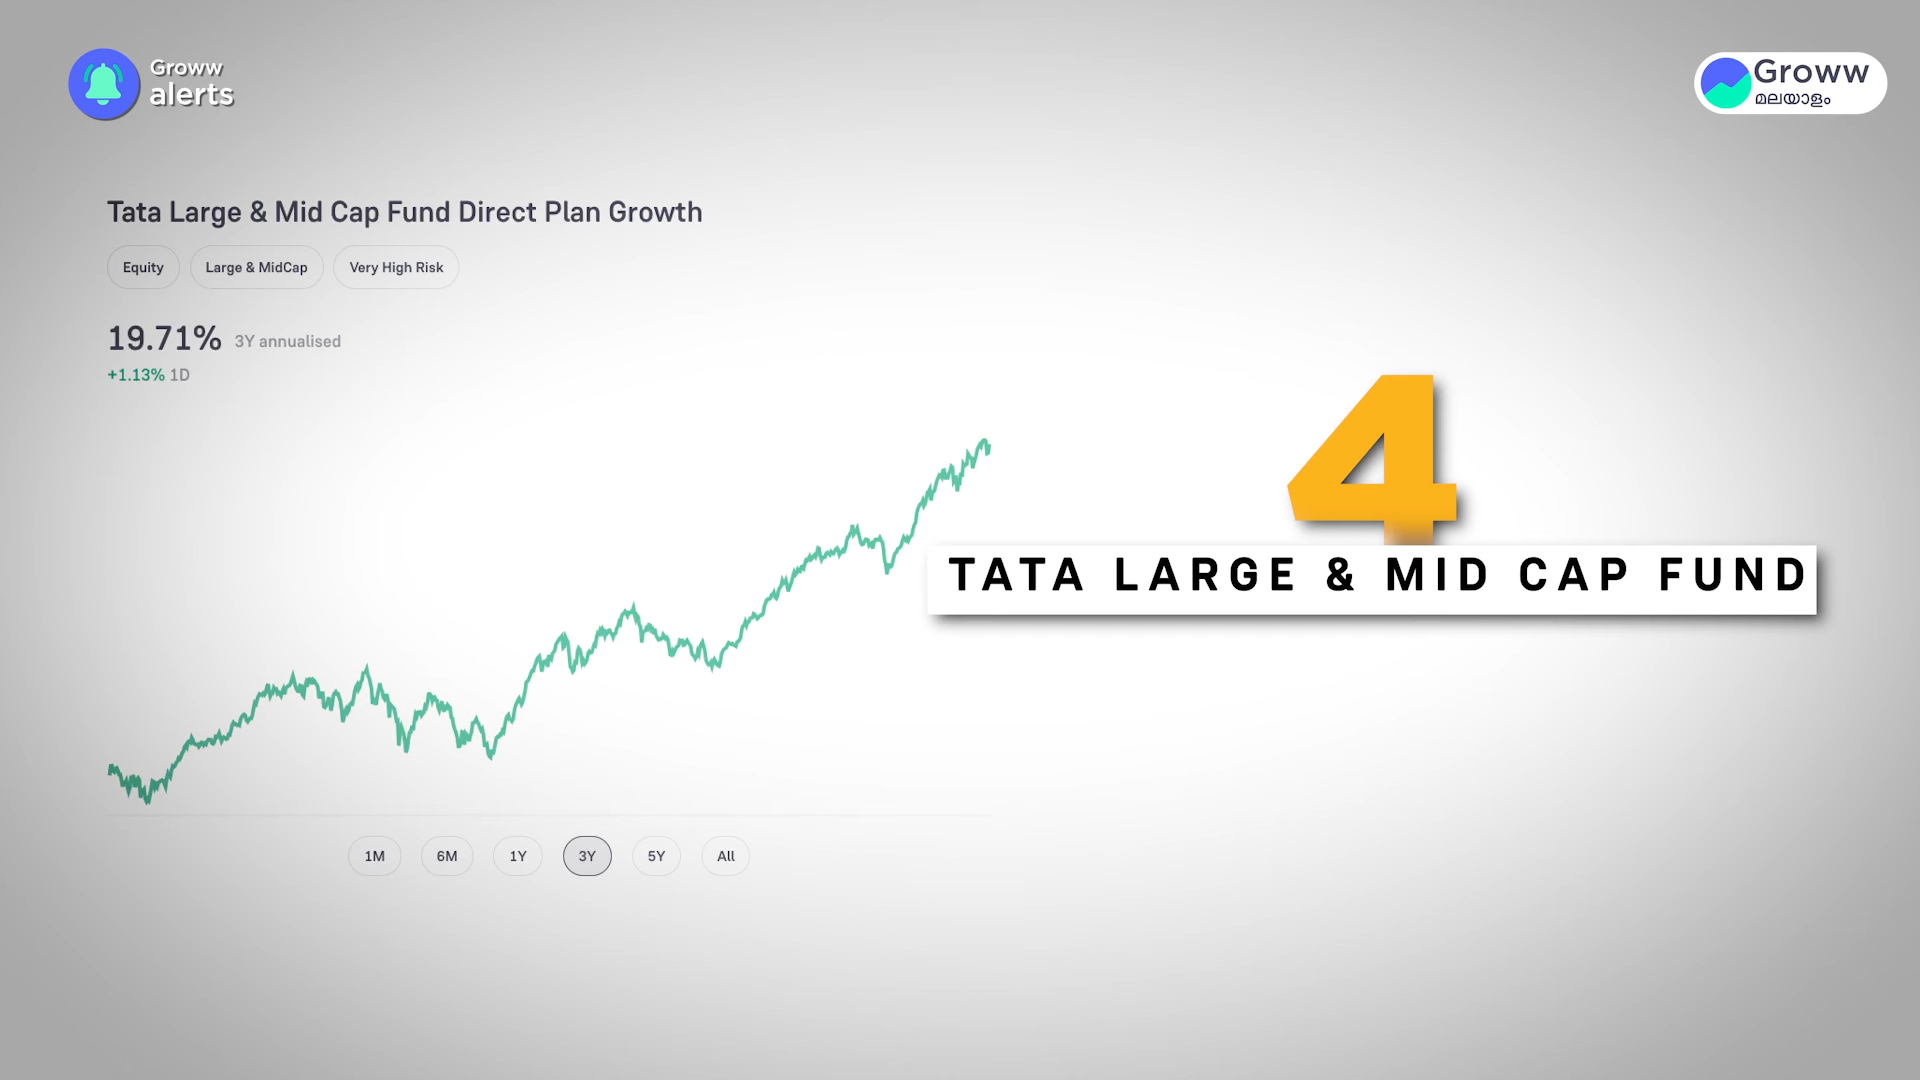 Groww
alerts
Groww
മലയാളം
Tata Large & Mid Cap Fund Direct Plan Growth
Equity
Large & MidCap
Very High Risk
19.71% 3Y annualised
+1.13% 1D
4
TATA LARGE & MID CAP FUND
1M
6M
1Y
3Y
5Y
All